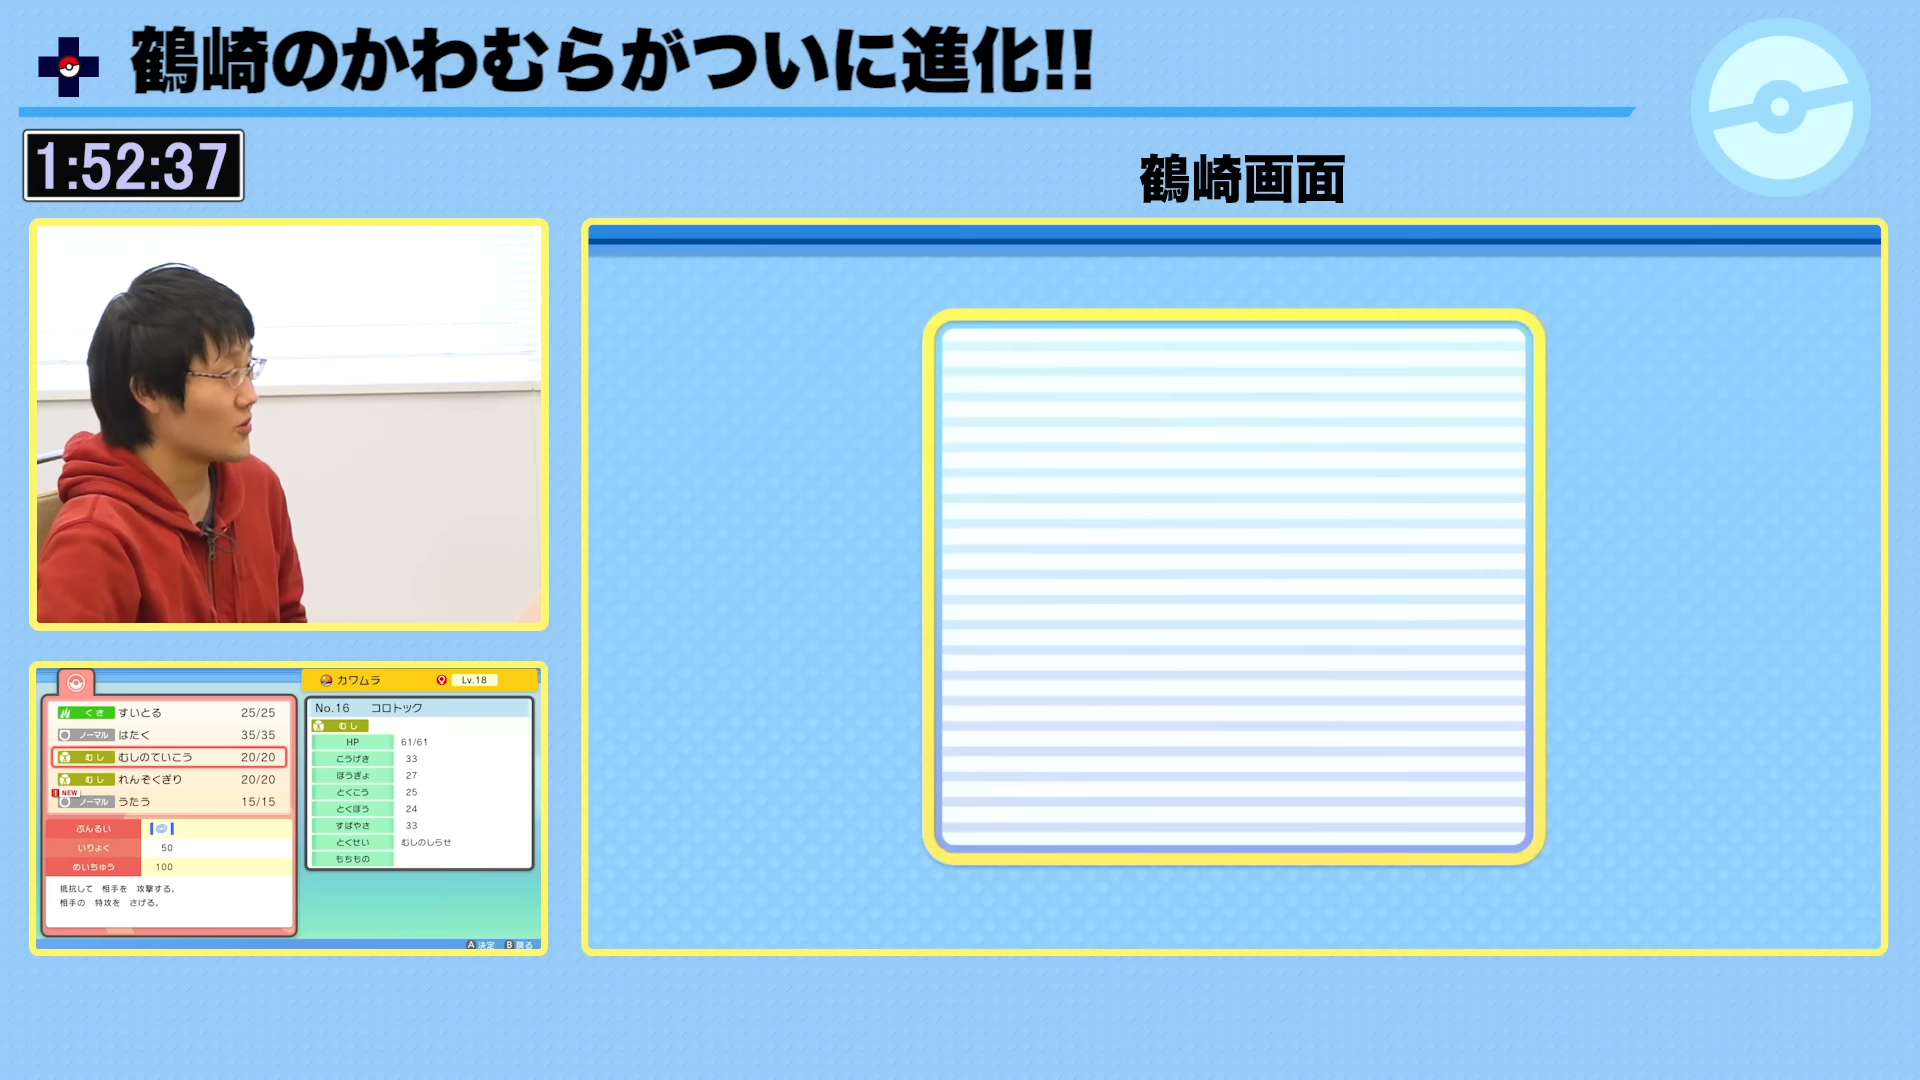 鶴崎のかわむらがついに進化!!
1:52:37
鶴崎画面
カワムラ Lv.18
くさ すいとる 25/25
ノーマル はたく 35/35
むし むしのていこう 20/20
むし れんぞくぎり 20/20
NEW
ノーマル うたう 15/15
ぶんるい
いりょく 50
めいちゅう 100
抵抗して 相手を 攻撃する。
相手の 特攻を さげる。
No.16 コロトック
むし
HP 61/61
こうげき 33
ぼうぎょ 27
とくこう 25
とくぼう 24
すばやさ 33
とくせい むしのしらせ
もちもの
A 決定 B 戻る